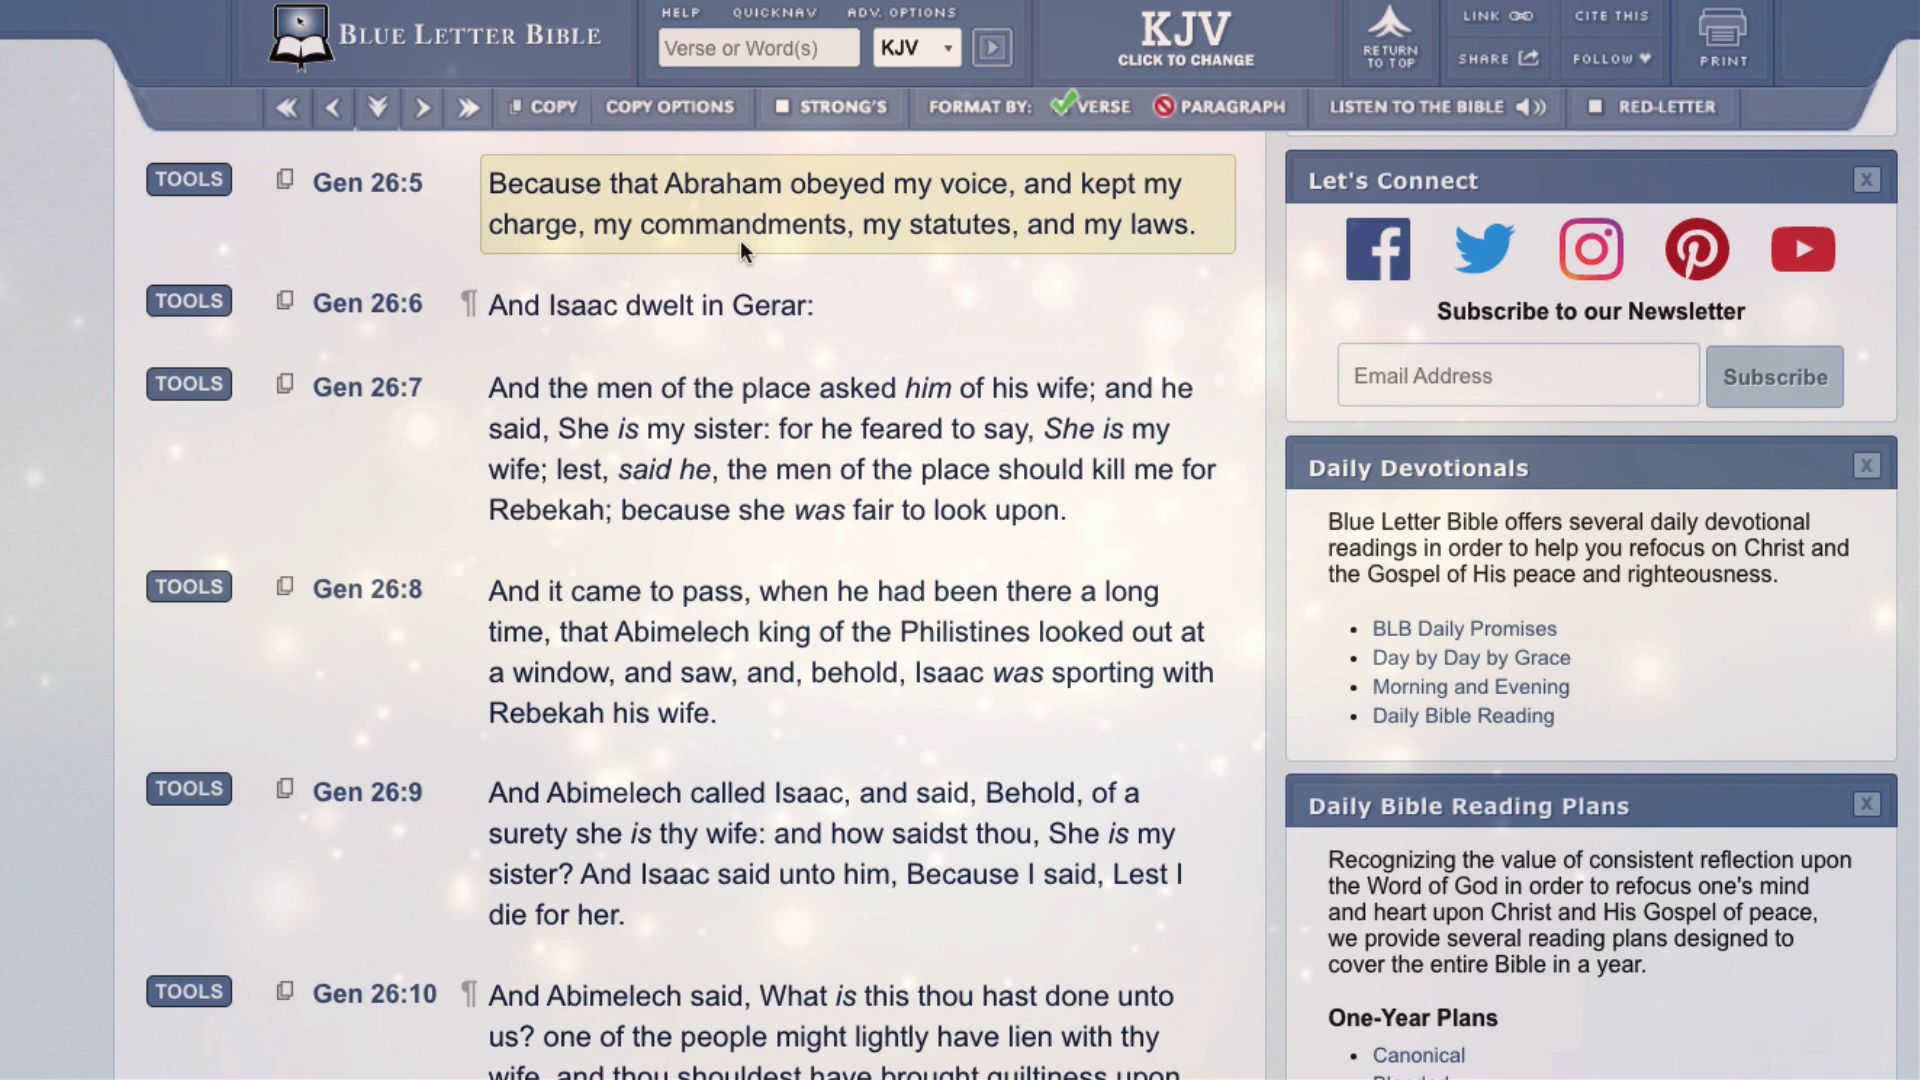 BLUE LETTER BIBLE
HELP QUICKNAV ADV. OPTIONS
Verse or Word(s) KJV
KJV
CLICK TO CHANGE
RETURN
TO TOP
LINK CITE THIS
SHARE FOLLOW
PRINT
COPY COPY OPTIONS STRONG'S FORMAT BY: VERSE PARAGRAPH LISTEN TO THE BIBLE RED-LETTER
TOOLS Gen 26:5 Because that Abraham obeyed my voice, and kept my
charge, my commandments, my statutes, and my laws.
TOOLS Gen 26:6 ¶ And Isaac dwelt in Gerar:
TOOLS Gen 26:7 And the men of the place asked him of his wife; and he
said, She is my sister: for he feared to say, She is my
wife; lest, said he, the men of the place should kill me for
Rebekah; because she was fair to look upon.
TOOLS Gen 26:8 And it came to pass, when he had been there a long
time, that Abimelech king of the Philistines looked out at
a window, and saw, and, behold, Isaac was sporting with
Rebekah his wife.
TOOLS Gen 26:9 And Abimelech called Isaac, and said, Behold, of a
surety she is thy wife: and how saidst thou, She is my
sister? And Isaac said unto him, Because I said, Lest I
die for her.
TOOLS Gen 26:10 ¶ And Abimelech said, What is this thou hast done unto
us? one of the people might lightly have lien with thy
wife, and thou shouldest have brought guiltiness upon
Let's Connect X
Subscribe to our Newsletter
Email Address Subscribe
Daily Devotionals X
Blue Letter Bible offers several daily devotional
readings in order to help you refocus on Christ and
the Gospel of His peace and righteousness.
• BLB Daily Promises
• Day by Day by Grace
• Morning and Evening
• Daily Bible Reading
Daily Bible Reading Plans X
Recognizing the value of consistent reflection upon
the Word of God in order to refocus one's mind
and heart upon Christ and His Gospel of peace,
we provide several reading plans designed to
cover the entire Bible in a year.
One-Year Plans
• Canonical